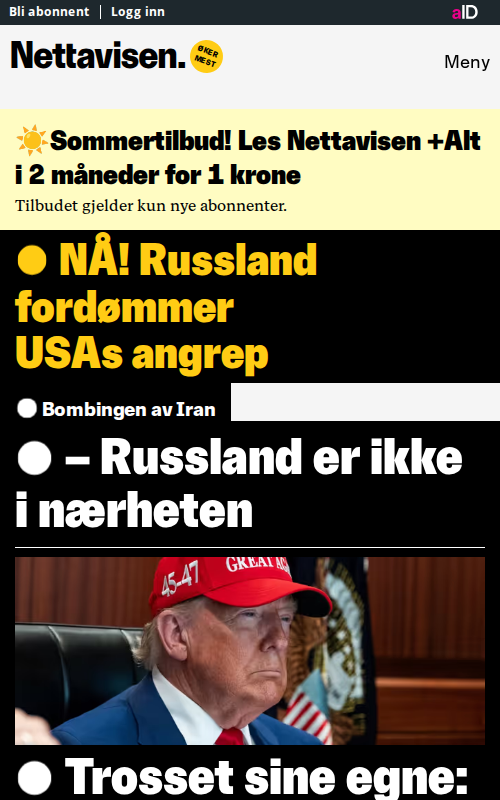 Bli abonnent | Logg inn
aID
Nettavisen.
ØKER
MEST
Meny
Sommertilbud! Les Nettavisen +Alt
i 2 måneder for 1 krone
Tilbudet gjelder kun nye abonnenter.
NÅ! Russland
fordømmer
USAs angrep
Bombingen av Iran
– Russland er ikke
i nærheten
45-47
GREAT
Trosset sine egne: